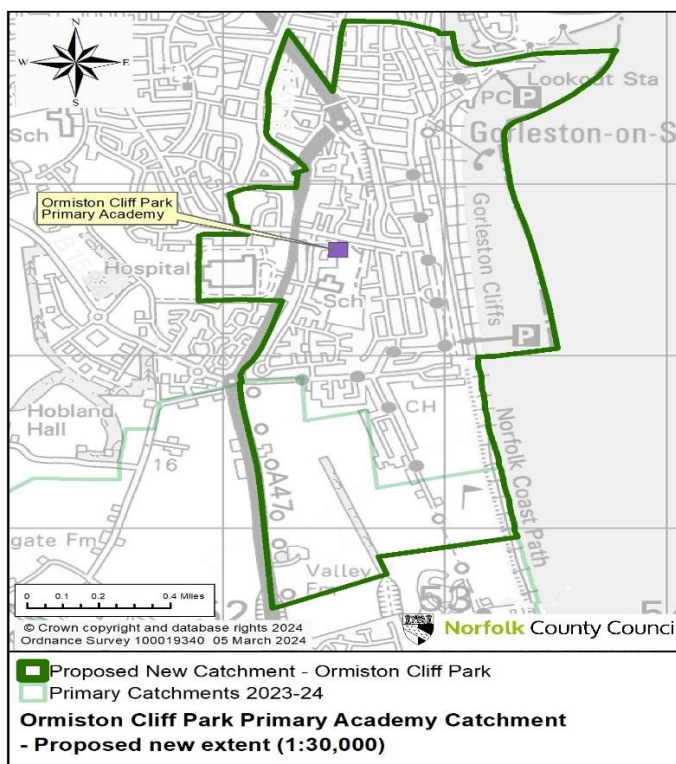 N
W
E
S
Lookout Sta
PC
P
Sch
Gorleston-on-S
Ormiston Cliff Park
Primary Academy
Hospital
Sch
Gorleston Cliffs
P
Hobland
Hall
CH
16
A47
Norfolk Coast Path
gate Fm
Valley
0 0.1 0.2 0.4 Miles
53
© Crown copyright and database rights 2024
Ordnance Survey 100019340 05 March 2024
Norfolk County Counci
Proposed New Catchment - Ormiston Cliff Park
Primary Catchments 2023-24
Ormiston Cliff Park Primary Academy Catchment
- Proposed new extent (1:30,000)